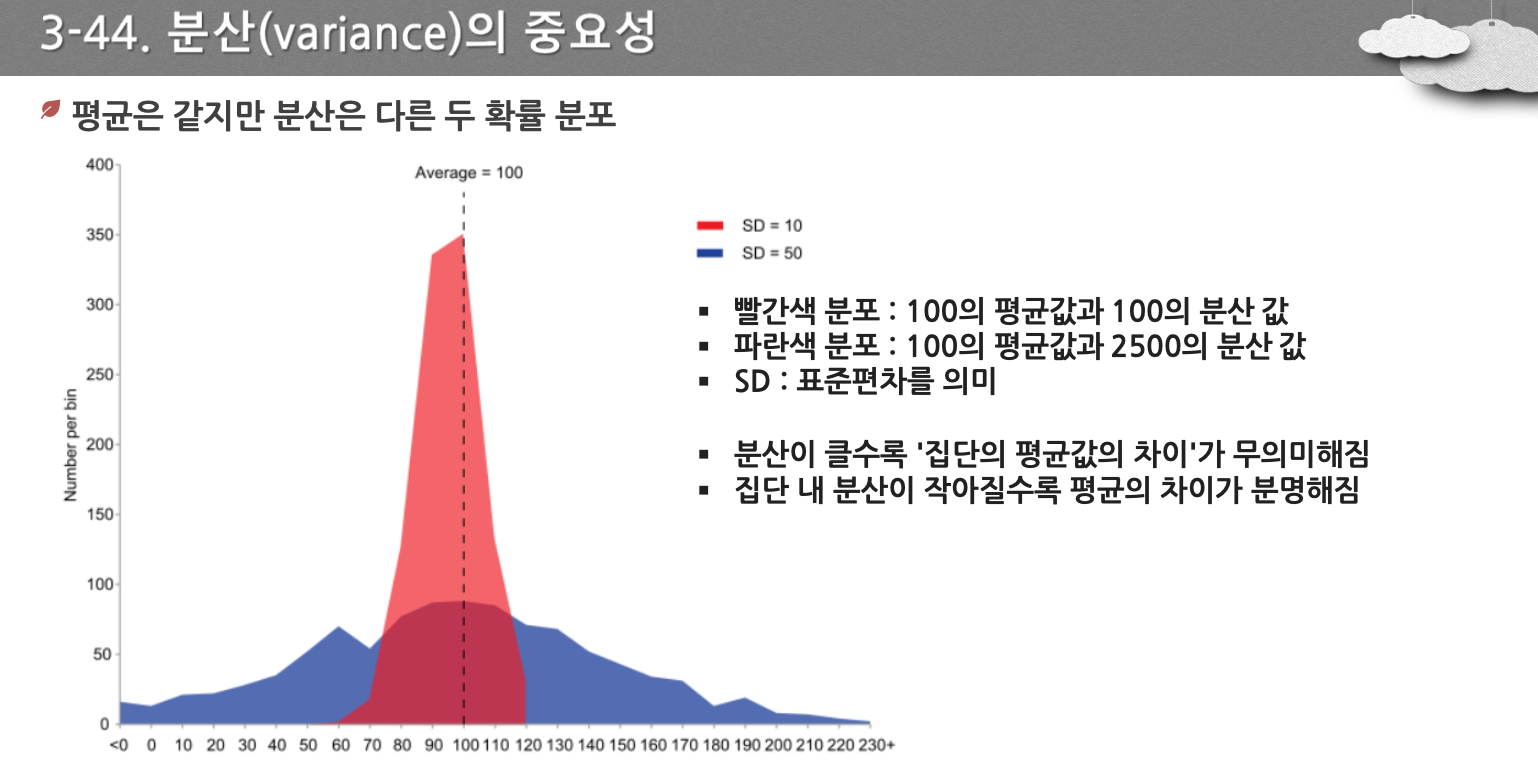 3-44. 분산(variance)의 중요성
평균은 같지만 분산은 다른 두 확률 분포
400
Average = 100
350
SD = 10
SD = 50
300
▪ 빨간색 분포 : 100의 평균값과 100의 분산 값
▪ 파란색 분포 : 100의 평균값과 2500의 분산 값
▪ SD : 표준편차를 의미
250
Number per bin
200
▪ 분산이 클수록 '집단의 평균값의 차이'가 무의미해짐
▪ 집단 내 분산이 작아질수록 평균의 차이가 분명해짐
150
100
50
0
<0 0 10 20 30 40 50 60 70 80 90 100 110 120 130 140 150 160 170 180 190 200 210 220 230+